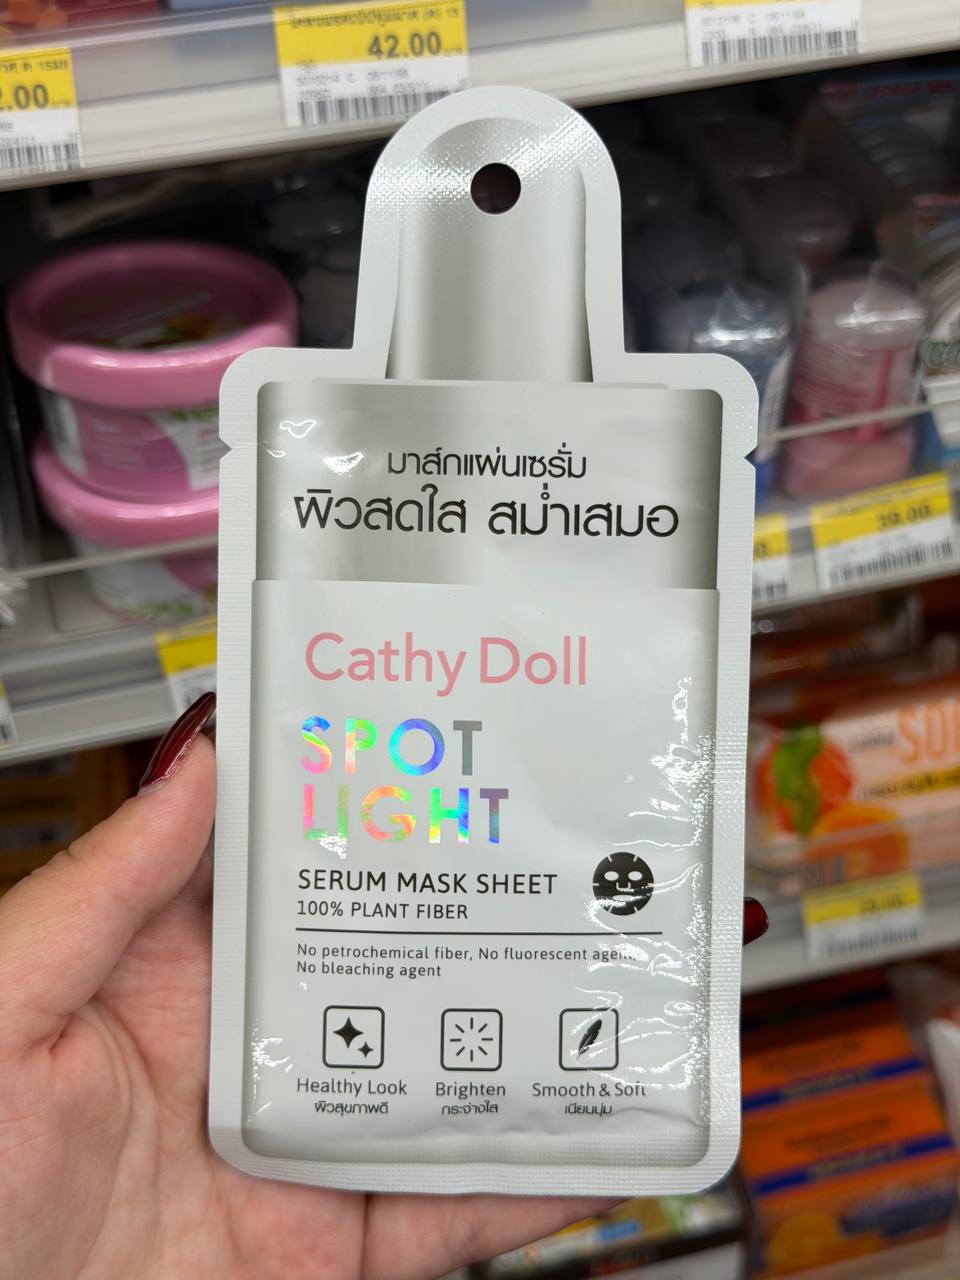 42.00
มาส์กแผ่นเซรั่ม
ผิวสดใส สม่ำเสมอ
39.00
Cathy Doll
SPOT
LIGHT
SERUM MASK SHEET
100% PLANT FIBER
No petrochemical fiber, No fluorescent agent,
No bleaching agent
Healthy Look
Brighten
Smooth & Soft
ผิวสุขภาพดี
กระจ่างใส
เนียนนุ่ม